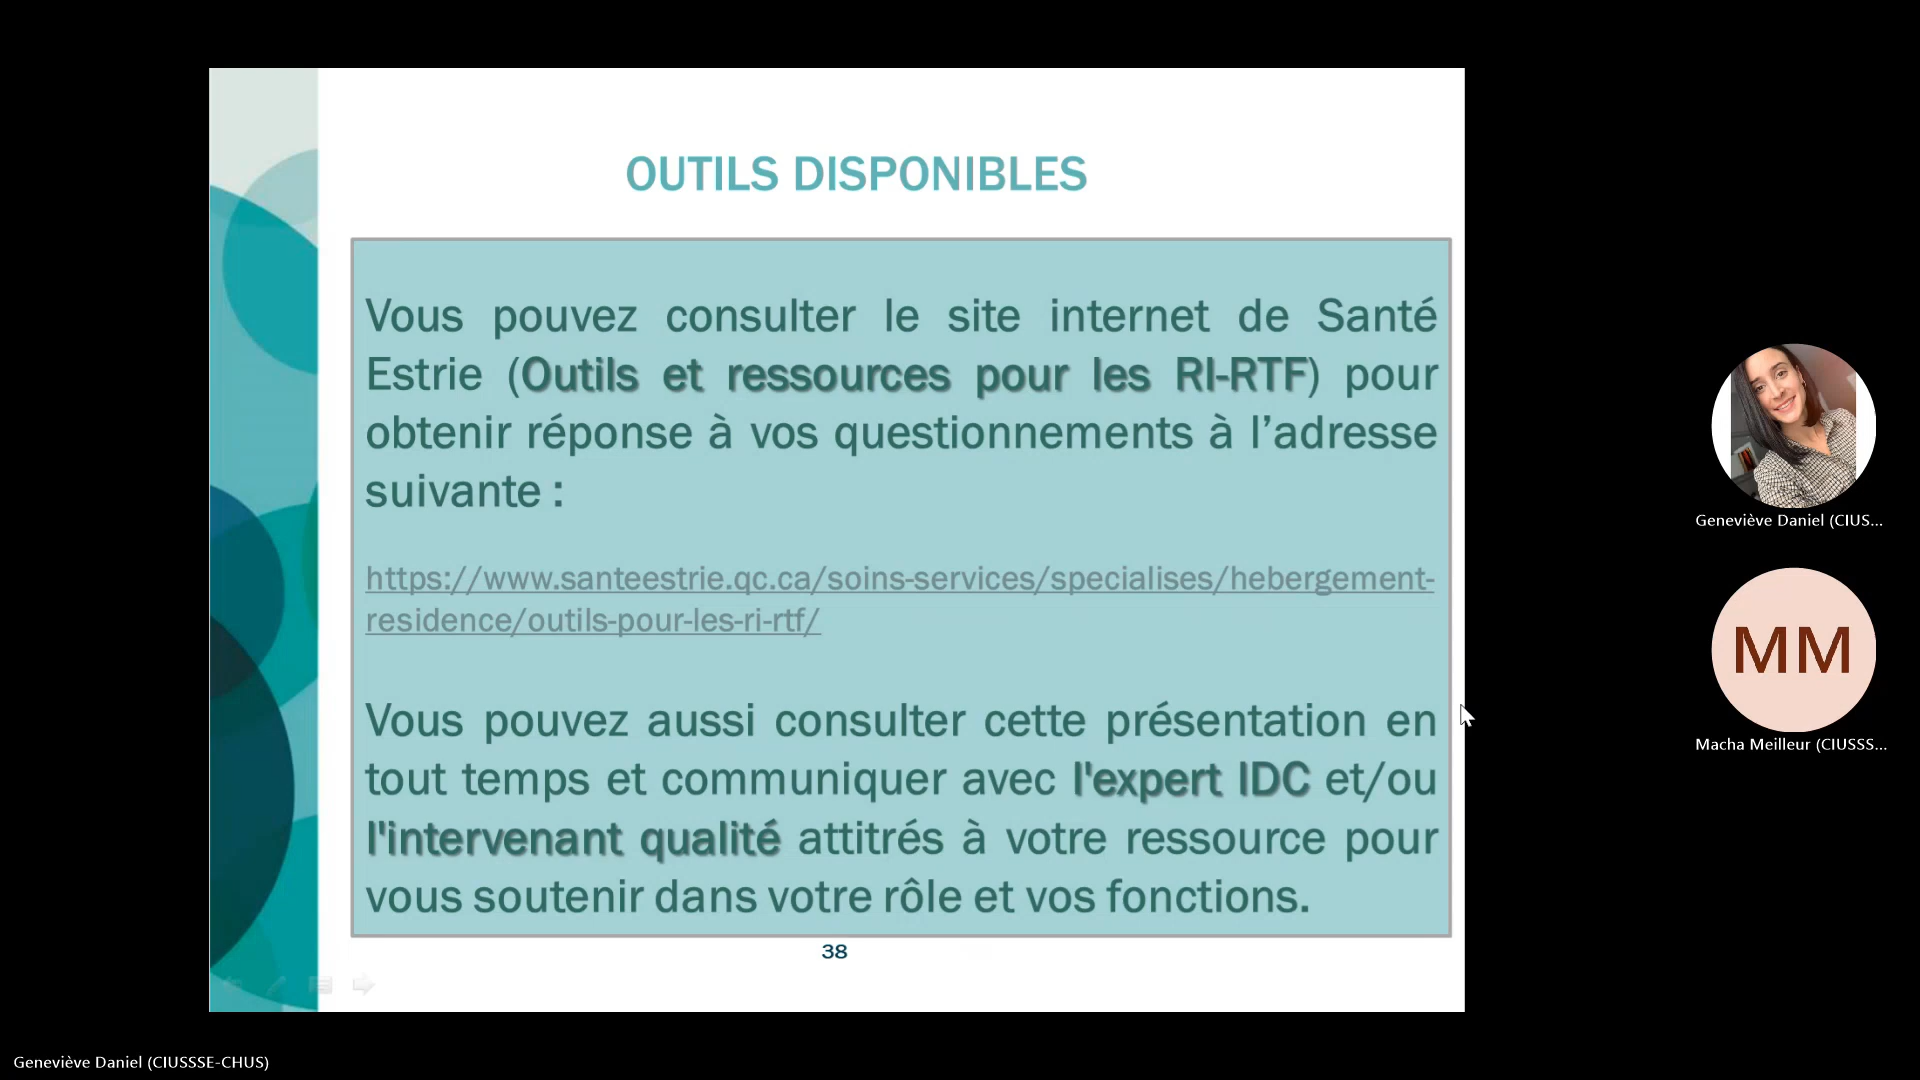 OUTILS DISPONIBLES
Vous pouvez consulter le site internet de Santé
Estrie (Outils et ressources pour les RI-RTF) pour
obtenir réponse à vos questionnements à l’adresse
suivante :
https://www.santeestrie.qc.ca/soins-services/specialises/hebergement-
residence/outils-pour-les-ri-rtf/
Vous pouvez aussi consulter cette présentation en
tout temps et communiquer avec l'expert IDC et/ou
l'intervenant qualité attitrés à votre ressource pour
vous soutenir dans votre rôle et vos fonctions.
38
Geneviève Daniel (CIUS...
MM
Macha Meilleur (CIUSSS...
Geneviève Daniel (CIUSSSE-CHUS)